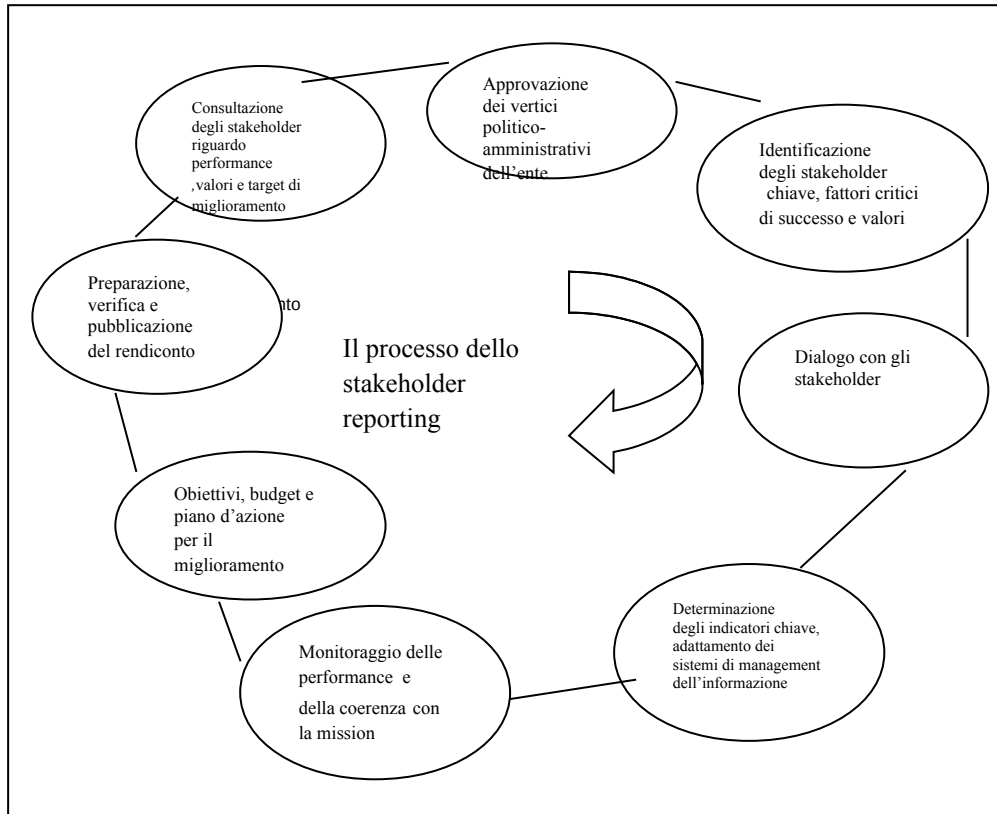 Approvazione
dei vertici
politico-
amministrativi
dell'ente
Consultazione
degli stakeholder
riguardo
performance
,valori e target di
miglioramento
Identificazione
degli stakeholder
chiave, fattori critici
di successo e valori
Preparazione,
verifica e
pubblicazione
del rendiconto
nto
Il processo dello
stakeholder
reporting
Dialogo con gli
stakeholder
Obiettivi, budget e
piano d'azione
per il
miglioramento
Determinazione
degli indicatori chiave,
adattamento dei
sistemi di management
dell'informazione
Monitoraggio delle
performance e
della coerenza con
la mission